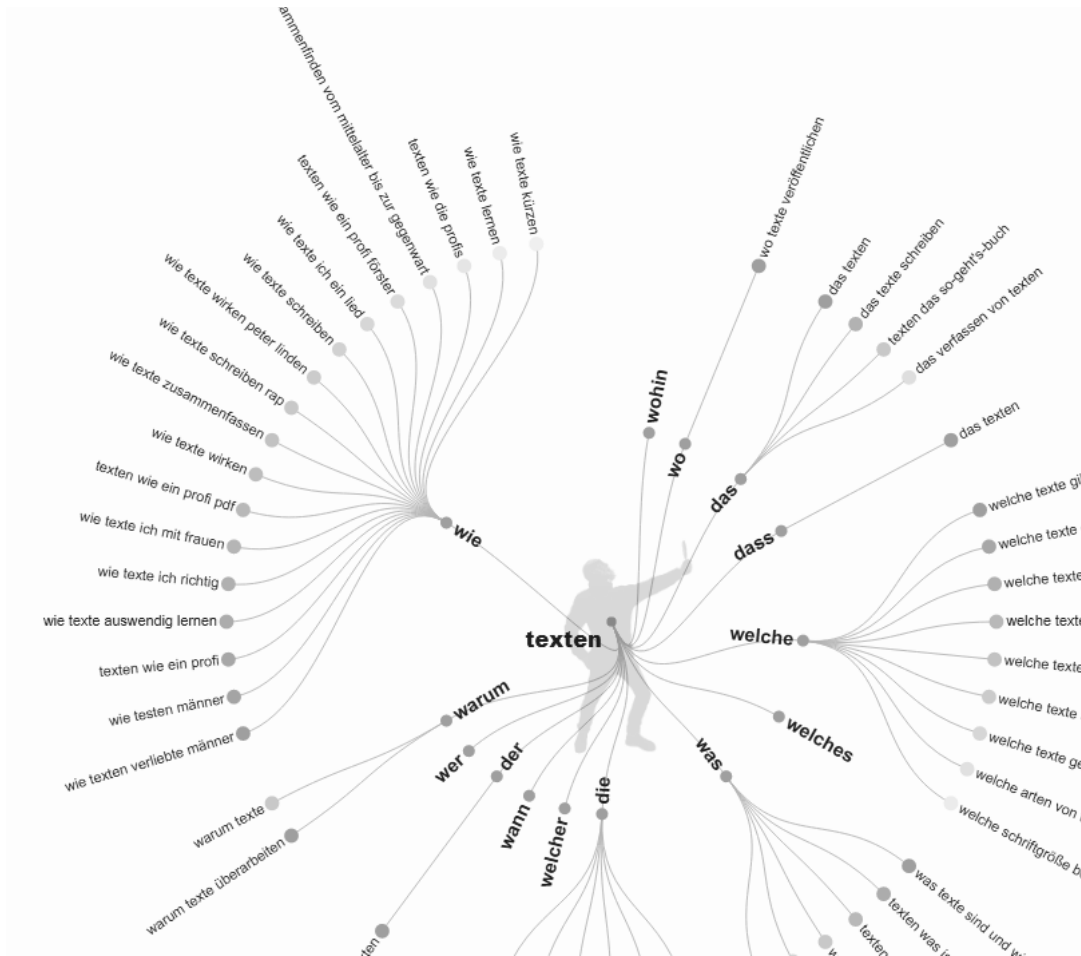 ammenfinden vom mittelalter bis zur gegenwart
wie texte kürzen
wie texte lernen
texten wie die profis
texten wie ein profi förster
wie texte ich ein lied
wie texte schreiben
wie texte wirken peter linden
wie texte schreiben rap
wie texte zusammenfassen
wie texte wirken
texten wie ein profi pdf
wie texte ich mit frauen
wie texte ich richtig
wie texte auswendig lernen
texten wie ein profi
wie testen männer
wie texten verliebte männer
wie
wohin
wo texte veröffentlichen
wo
das texten
das texte schreiben
texten das so-geht's-buch
das verfassen von texten
das
das texten
dass
texten
welche
welche texte
welche texte
welche texte
welche texte
welche texte
welche texte
welche texte
welche arten von
welche schriftgröße
welches
was
was texte sind und
texten was
texten
warum
warum texte
warum texte überarbeiten
wer
der
wann
welcher
die